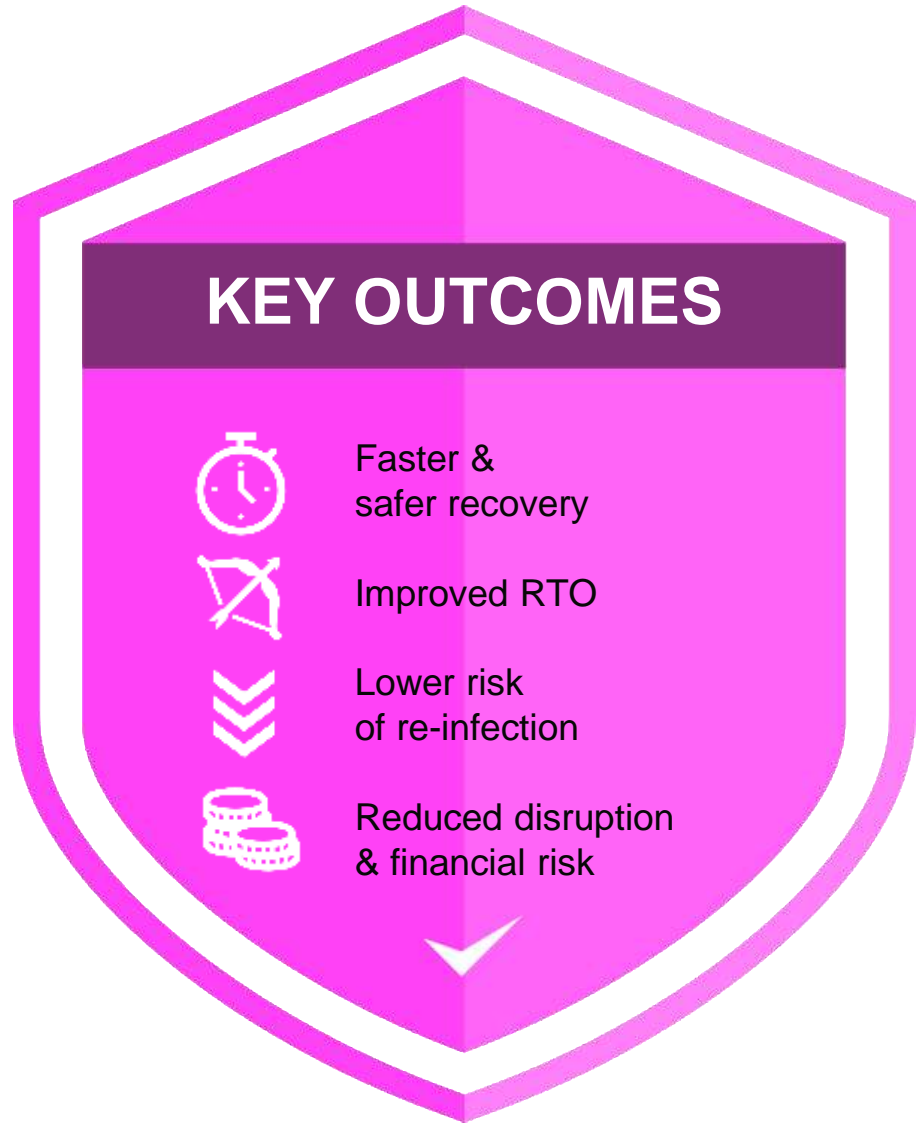 KEY OUTCOMES
Faster &
safer recovery
Improved RTO
Lower risk
of re-infection
Reduced disruption
& financial risk